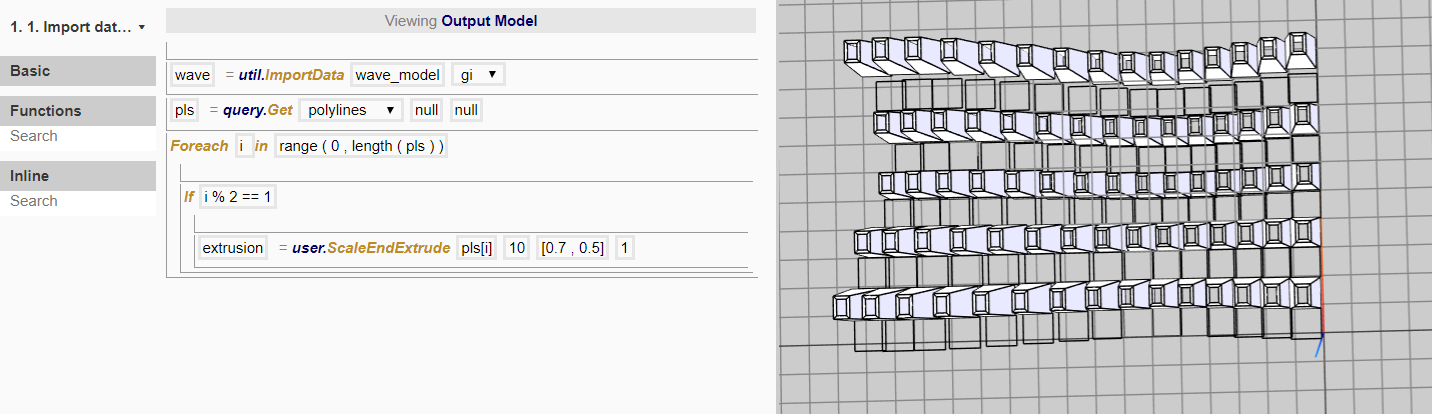 1. 1. Import dat...
Viewing Output Model
Basic
wave = util.ImportData wave_model gi
Functions
pls = query.Get polylines null null
Search
Foreach i in range ( 0 , length ( pls ) )
Inline
If i % 2 == 1
Search
extrusion = user.ScaleEndExtrude pls[i] 10 [0.7 , 0.5] 1